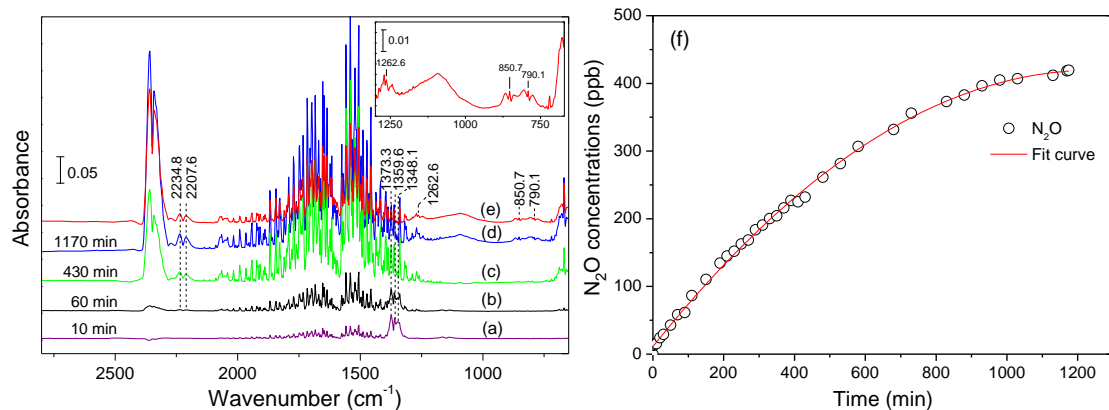 0.01
1262.6
850.7
790.1
1250
1000
750
0.05
2234.8
2207.6
1373.3
1359.6
1348.1
1262.6
850.7
790.1
(e)
1170 min
(d)
430 min
(c)
60 min
(b)
10 min
(a)
Absorbance
2500
2000
1500
1000
Wavenumber (cm⁻¹)
(f)
500
400
300
200
100
0
N₂O concentrations (ppb)
N₂O
Fit curve
0
200
400
600
800
1000
1200
Time (min)